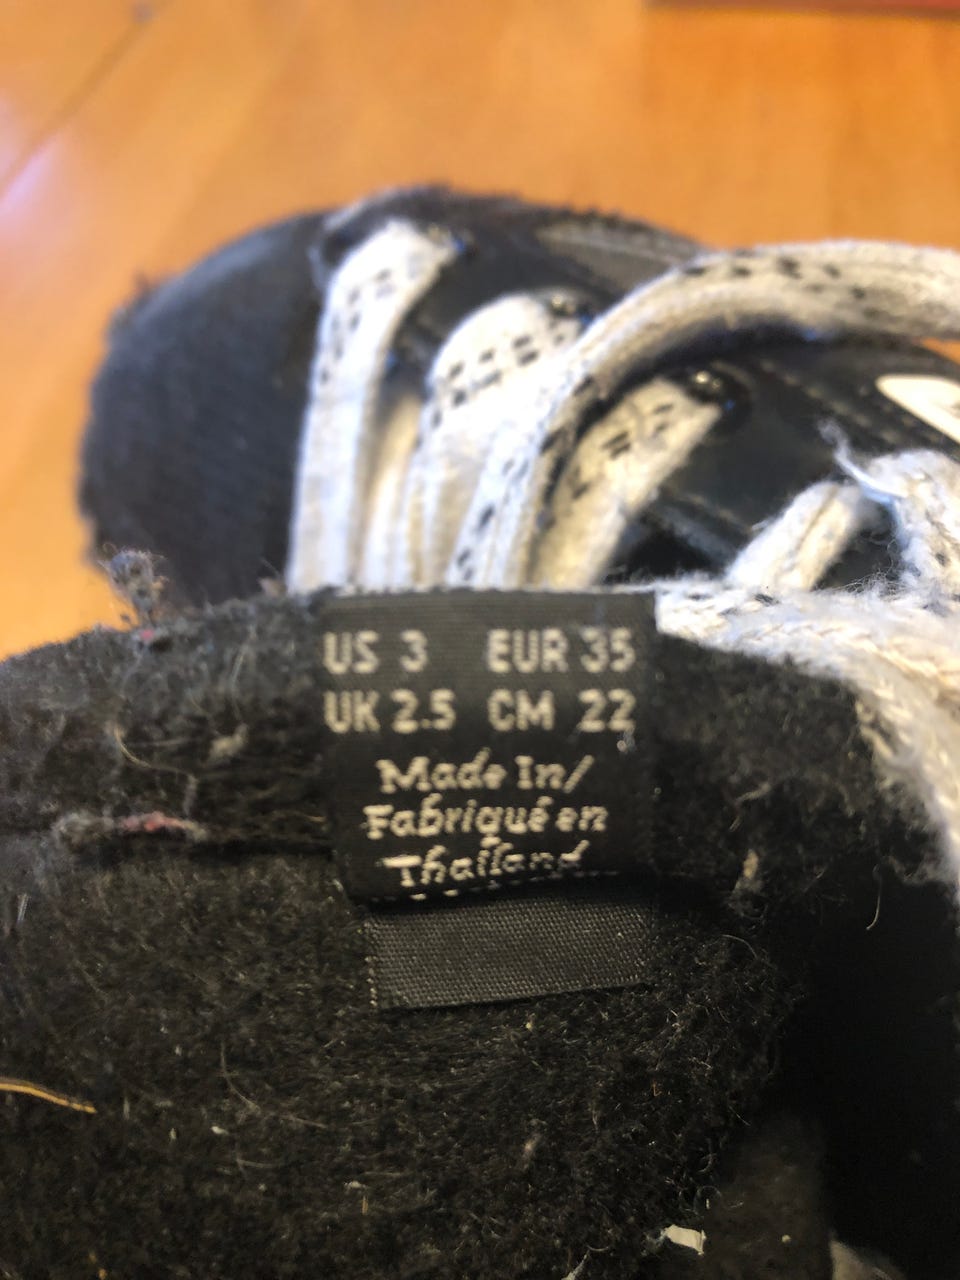 US 3 EUR 35
UK 2.5 CM 22
Made In/
Fabriqué en
Thailand